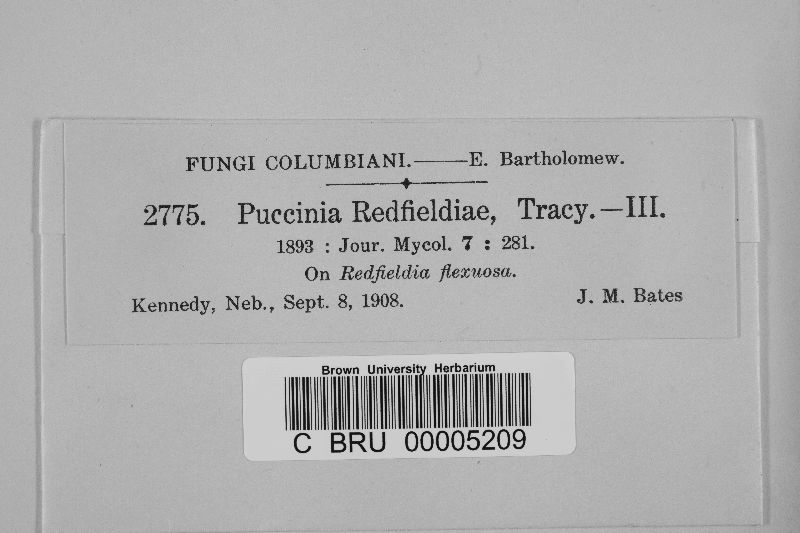 FUNGI COLUMBIANI.——E. Bartholomew.
2775. Puccinia Redfieldiae, Tracy.—III.
1893 : Jour. Mycol. 7 : 281.
On Redfieldia flexuosa.
Kennedy, Neb., Sept. 8, 1908. J. M. Bates
Brown University Herbarium
C BRU 00005209